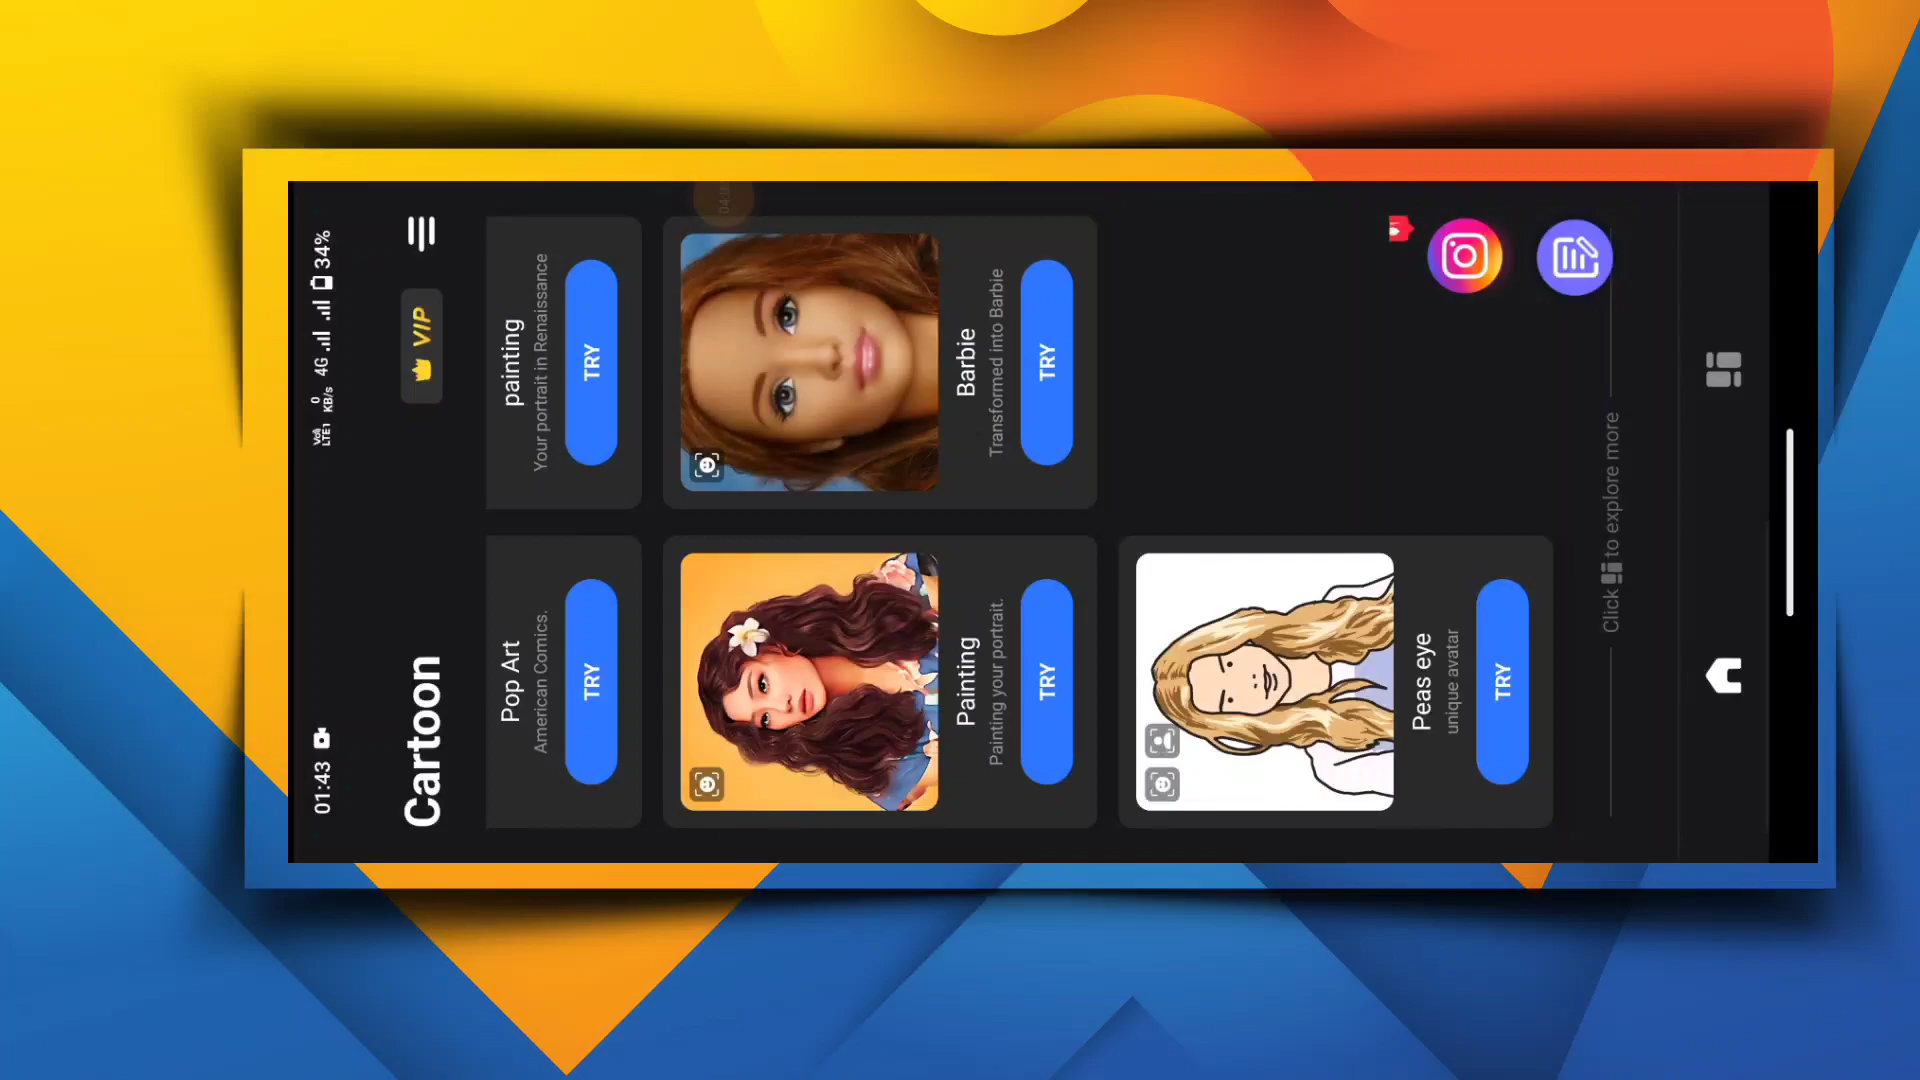 01:43
Voi) LTE1
0 KB/s
4G
34%
Cartoon
VIP
Pop Art
American Comics.
TRY
painting
Your portrait in Renaissance
TRY
Painting
Painting your portrait.
TRY
Barbie
Transformed into Barbie
TRY
Peas eye
unique avatar
TRY
Click to explore more